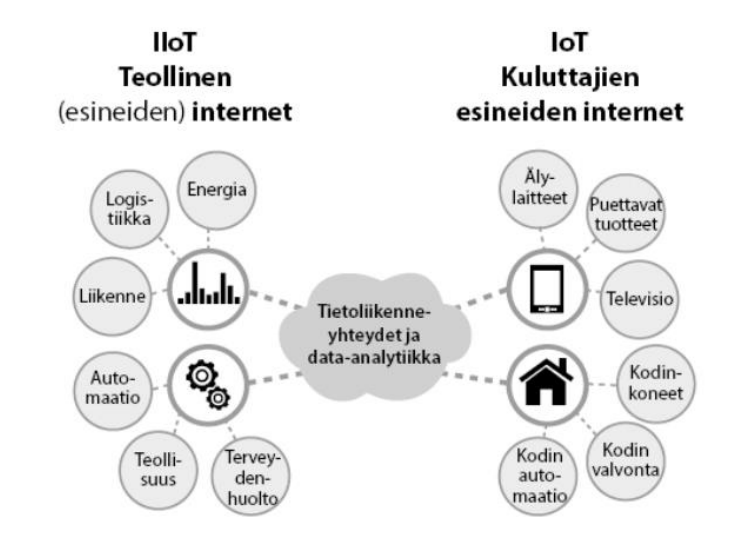 IIoT
Teollinen
(esineiden) internet
IoT
Kuluttajien
esineiden internet
Logis-
tiikka
Energia
Liikenne
Auto-
maatio
Teolli-
suus
Tervey-
den-
huolto
Tietoliikenne-
yhteydet ja
data-analytiikka
Äly-
laitteet
Puettavat
tuotteet
Televisio
Kodin-
koneet
Kodin
valvonta
Kodin
auto-
maatio